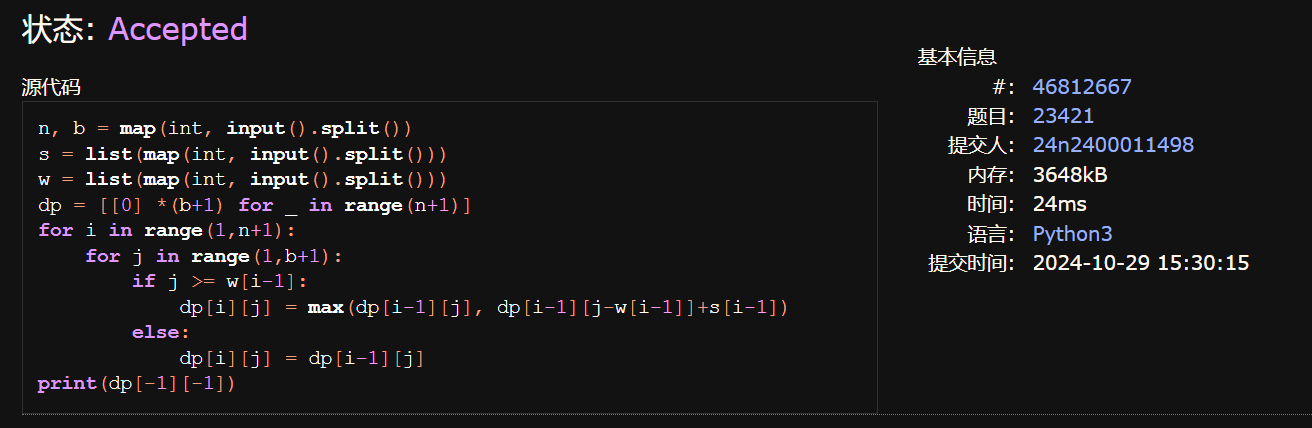 状态: Accepted
源代码
n, b = map(int, input().split())
s = list(map(int, input().split()))
w = list(map(int, input().split()))
dp = [[0] *(b+1) for _ in range(n+1)]
for i in range(1,n+1):
    for j in range(1,b+1):
        if j >= w[i-1]:
            dp[i][j] = max(dp[i-1][j], dp[i-1][j-w[i-1]]+s[i-1])
        else:
            dp[i][j] = dp[i-1][j]
print(dp[-1][-1])
基本信息
#: 46812667
题目: 23421
提交人: 24n2400011498
内存: 3648kB
时间: 24ms
语言: Python3
提交时间: 2024-10-29 15:30:15